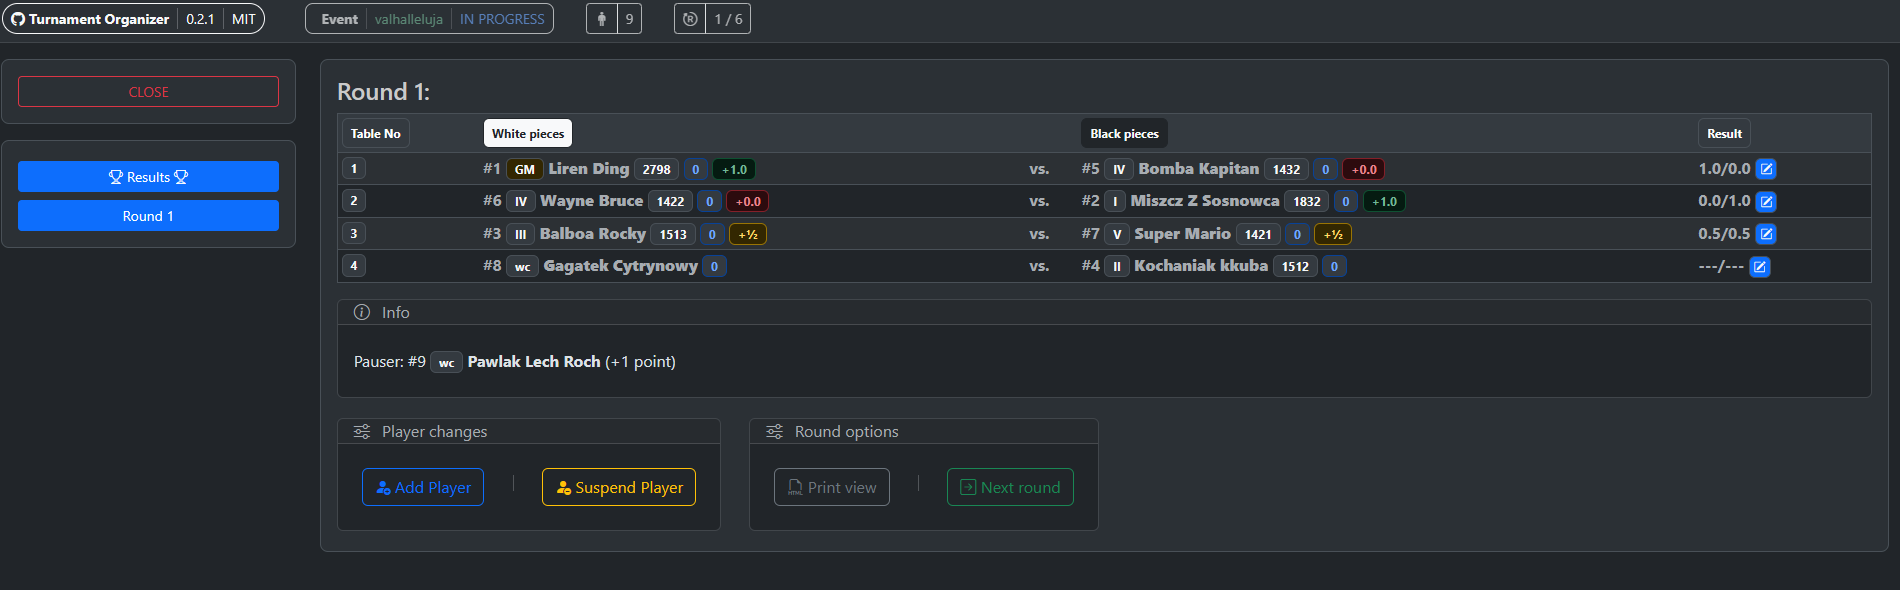 Turnament Organizer 0.2.1 MIT Event valhalleluja IN PROGRESS 9 1 / 6
CLOSE
Results
Round 1
Round 1:
Table No White pieces Black pieces Result
1 #1 GM Liren Ding 2798 0 +1.0 vs. #5 IV Bomba Kapitan 1432 0 +0.0 1.0/0.0
2 #6 IV Wayne Bruce 1422 0 +0.0 vs. #2 I Miszcz Z Sosnowca 1832 0 +1.0 0.0/1.0
3 #3 III Balboa Rocky 1513 0 +½ vs. #7 V Super Mario 1421 0 +½ 0.5/0.5
4 #8 wc Gagatek Cytrynowy 0 vs. #4 II Kochaniak kkuba 1512 0 ---/---
Info
Pauser: #9 wc Pawlak Lech Roch (+1 point)
Player changes
Add Player Suspend Player
Round options
HTML Print view Next round